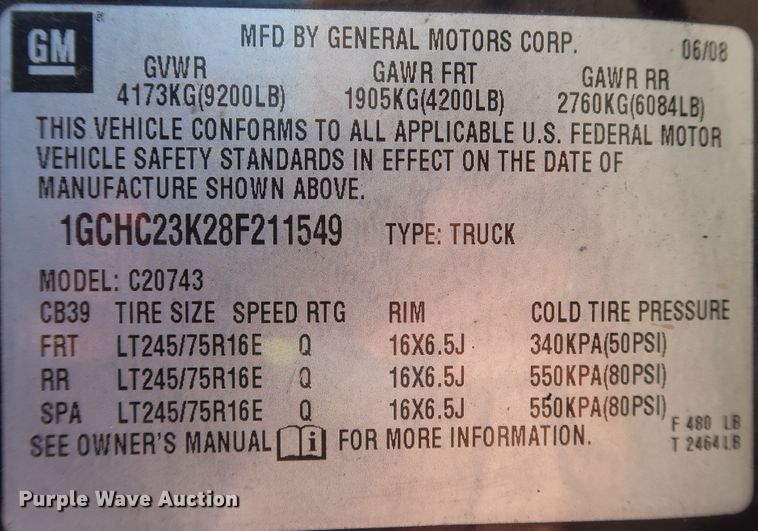 GM
®
MFD BY GENERAL MOTORS CORP.
06/08
GVWR GAWR FRT GAWR RR
4173KG(9200LB) 1905KG(4200LB) 2760KG(6084LB)
THIS VEHICLE CONFORMS TO ALL APPLICABLE U.S. FEDERAL MOTOR
VEHICLE SAFETY STANDARDS IN EFFECT ON THE DATE OF
MANUFACTURE SHOWN ABOVE.
1GCHC23K28F211549 TYPE: TRUCK
MODEL: C20743
CB39 TIRE SIZE SPEED RTG RIM COLD TIRE PRESSURE
FRT LT245/75R16E Q 16X6.5J 340KPA(50PSI)
RR LT245/75R16E Q 16X6.5J 550KPA(80PSI)
SPA LT245/75R16E Q 16X6.5J 550KPA(80PSI)
SEE OWNER'S MANUAL i FOR MORE INFORMATION.
F 480 LB
T 2464 LB
Purple Wave Auction